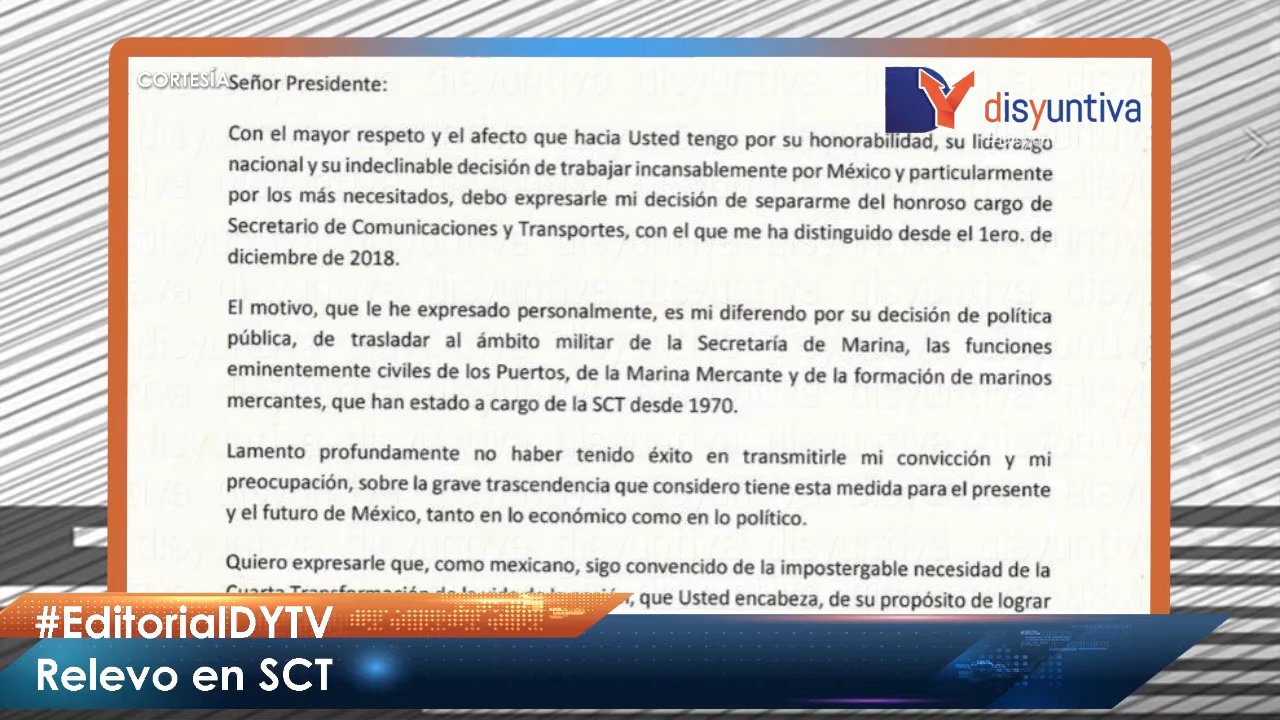 CORTESÍA
disyuntiva
Señor Presidente:
Con el mayor respeto y el afecto que hacia Usted tengo por su honorabilidad, su liderazgo
nacional y su indeclinable decisión de trabajar incansablemente por México y particularmente
por los más necesitados, debo expresarle mi decisión de separarme del honroso cargo de
Secretario de Comunicaciones y Transportes, con el que me ha distinguido desde el 1ero. de
diciembre de 2018.
El motivo, que le he expresado personalmente, es mi diferendo por su decisión de política
pública, de trasladar al ámbito militar de la Secretaría de Marina, las funciones
eminentemente civiles de los Puertos, de la Marina Mercante y de la formación de marinos
mercantes, que han estado a cargo de la SCT desde 1970.
Lamento profundamente no haber tenido éxito en transmitirle mi convicción y mi
preocupación, sobre la grave trascendencia que considero tiene esta medida para el presente
y el futuro de México, tanto en lo económico como en lo político.
Quiero expresarle que, como mexicano, sigo convencido de la impostergable necesidad de la
Cuarta Transformación de la vida que Usted encabeza, de su propósito de lograr
#EditorialDYTV
Relevo en SCT